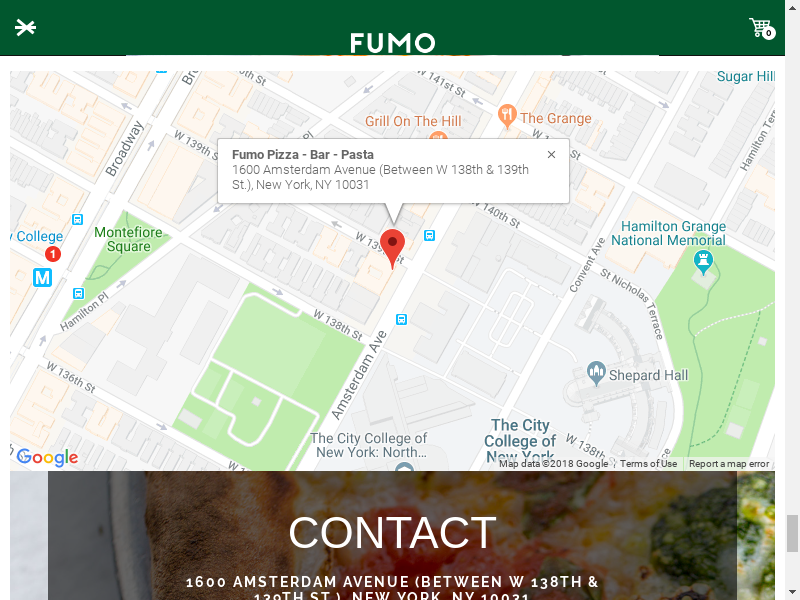 FUMO
0
W 141st St
Sugar Hill
Grill On The Hill
The Grange
Broadway
W 139th St
Hamilton Ter
Fumo Pizza - Bar - Pasta
1600 Amsterdam Avenue (Between W 138th & 139th
St.), New York, NY 10031
W 140th St
Montefiore
Square
y College
1
M
Hamilton Grange
National Memorial
Convent Ave
St Nicholas Terrace
Hamilton Pl
W 138th St
Amsterdam Ave
W 136th St
Shepard Hall
The City College of
New York: North...
The City
College of
New York
W 138th
Google
Map data ©2018 Google
Terms of Use
Report a map error
CONTACT
1600 AMSTERDAM AVENUE (BETWEEN W 138TH &
139TH ST.), NEW YORK, NY 10031